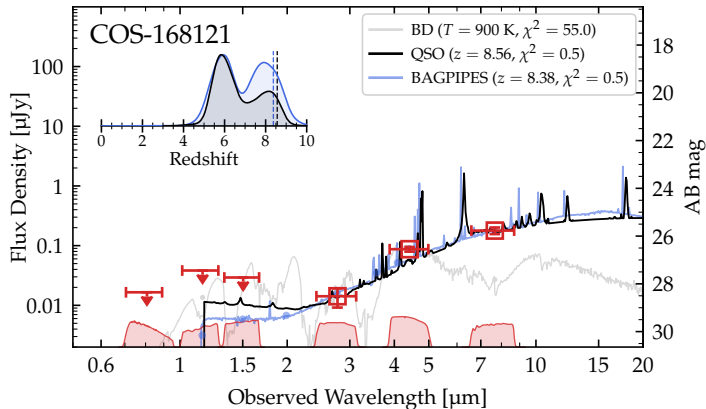 COS-168121
BD (T = 900 K, χ² = 55.0)
QSO (z = 8.56, χ² = 0.5)
BAGPIPES (z = 8.38, χ² = 0.5)
0 2 4 6 8 10
Redshift
100
10
1
0.1
0.01
Flux Density [μJy]
18
20
22
24
26
28
30
AB mag
0.6 1 1.5 2 3 4 5 6 7 10 15 20
Observed Wavelength [μm]